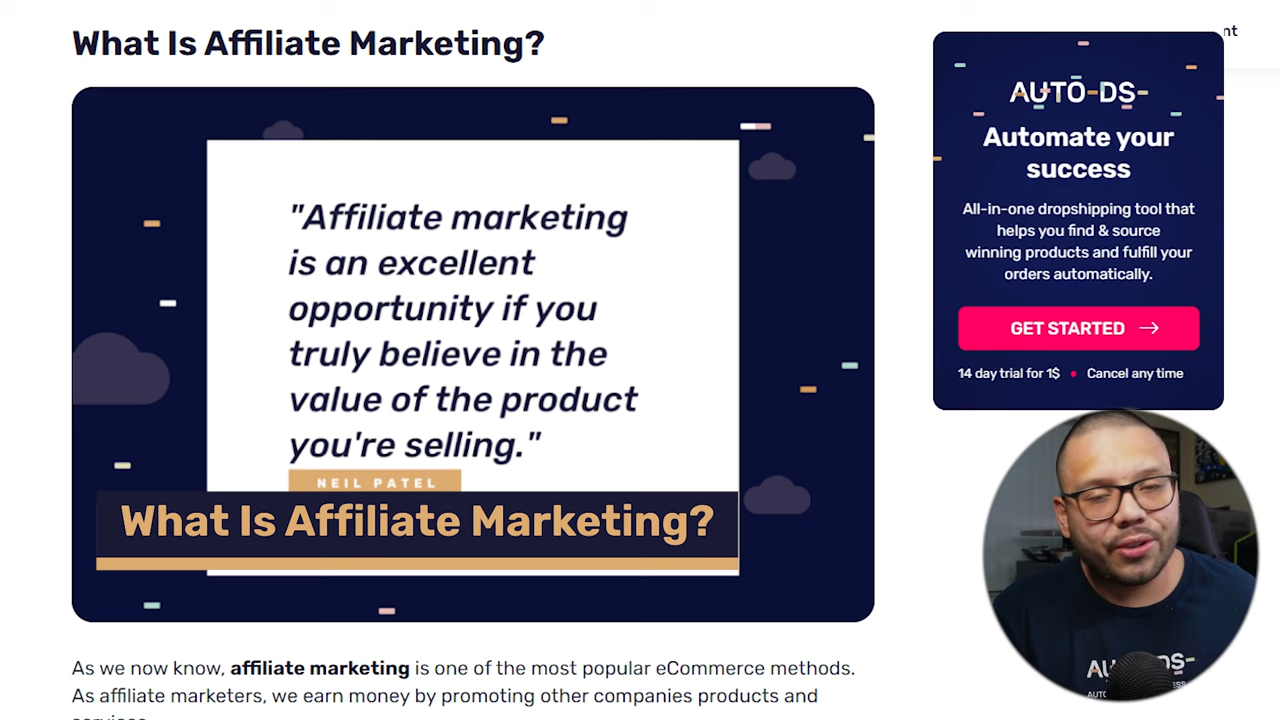 What Is Affiliate Marketing?
"Affiliate marketing
is an excellent
opportunity if you
truly believe in the
value of the product
you're selling."
NEIL PATEL
What Is Affiliate Marketing?
As we now know, affiliate marketing is one of the most popular eCommerce methods.
As affiliate marketers, we earn money by promoting other companies products and
nt
AUTO-DS-
Automate your
success
All-in-one dropshipping tool that
helps you find & source
winning products and fulfill your
orders automatically.
GET STARTED →
14 day trial for 1$ • Cancel any time